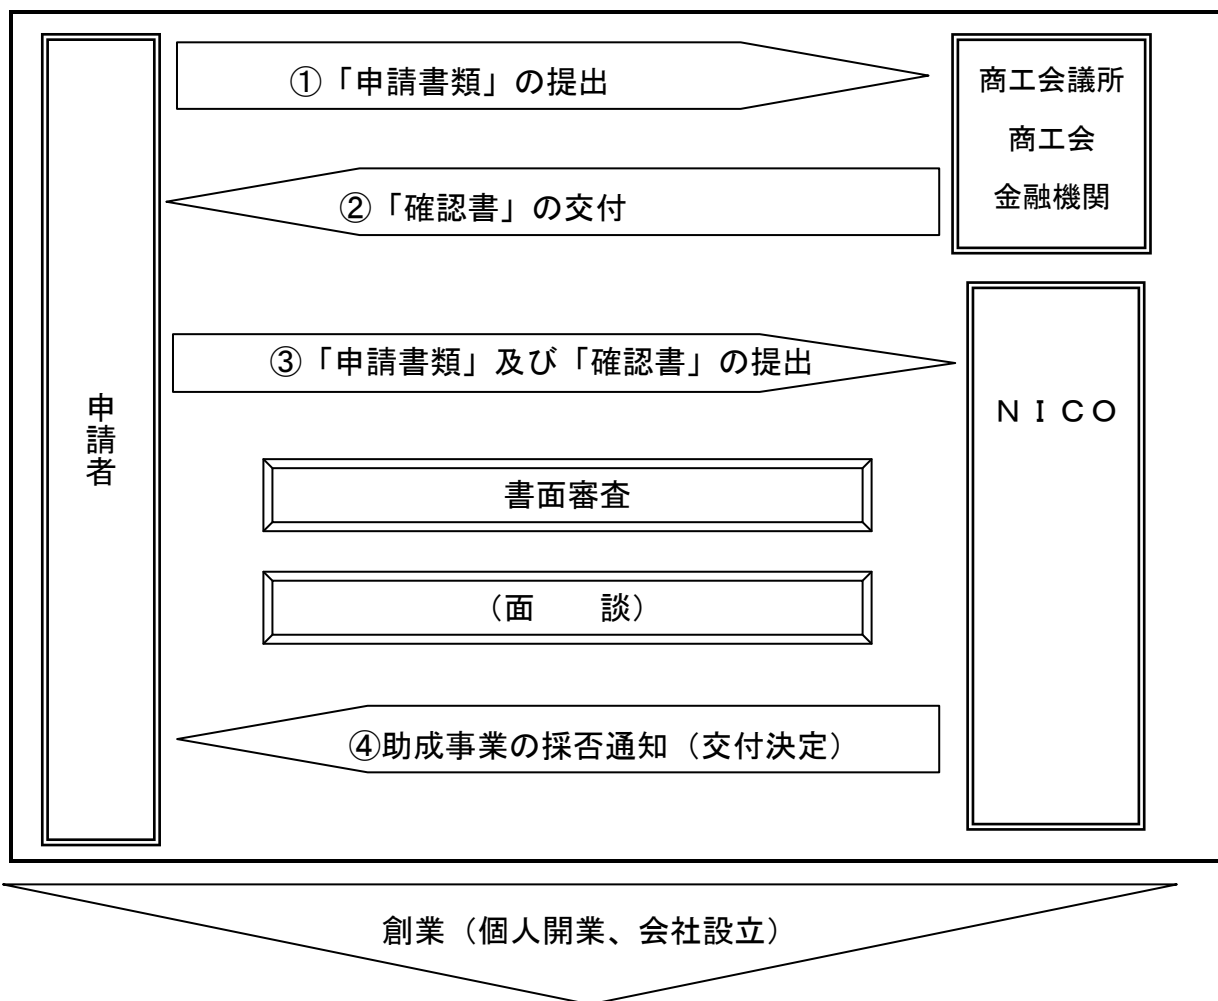 ①「申請書類」の提出
商工会議所
商工会
金融機関
②「確認書」の交付
申請者
③「申請書類」及び「確認書」の提出
ＮＩＣＯ
書面審査
（面　　談）
④助成事業の採否通知（交付決定）
創業（個人開業、会社設立）